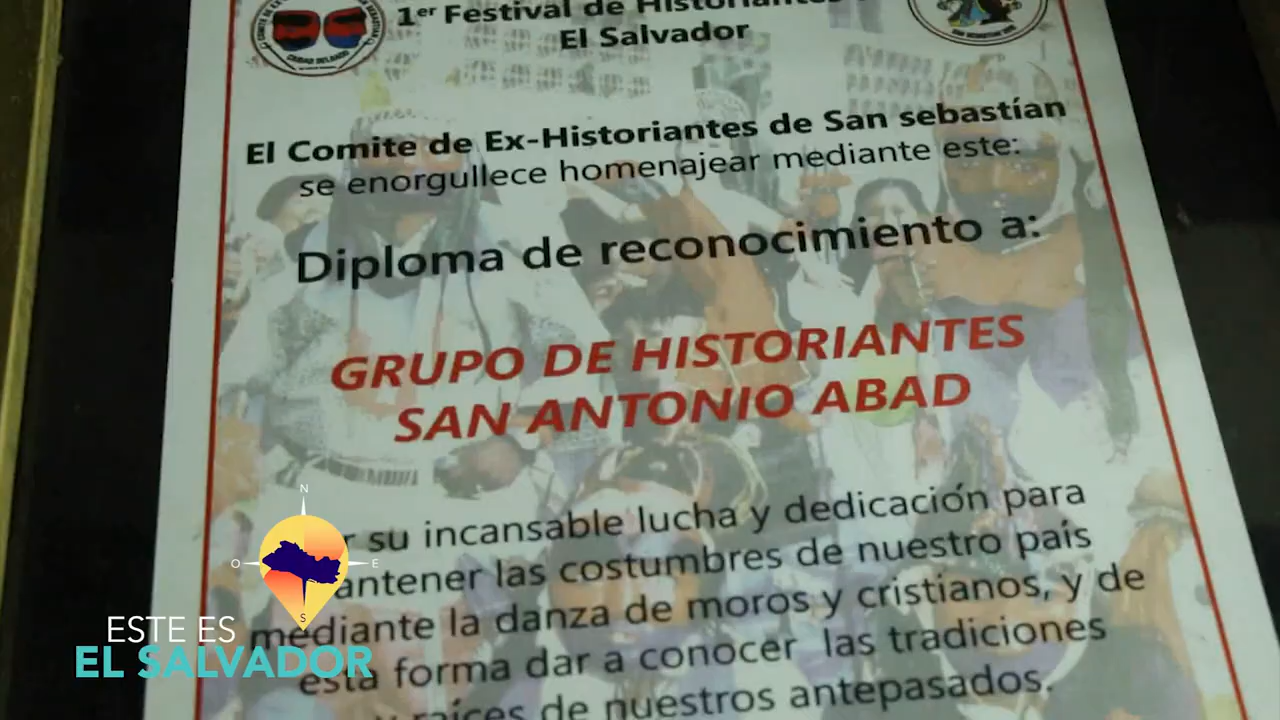 1er Festival de Historiantes
El Salvador
CIUDAD DELGADO
El Comite de Ex-Historiantes de San sebastían
se enorgullece homenajear mediante este:
Diploma de reconocimiento a:
GRUPO DE HISTORIANTES
SAN ANTONIO ABAD
su incansable lucha y dedicación para
antener las costumbres de nuestro país
mediante la danza de moros y cristianos, y de
esta forma dar a conocer las tradiciones
y raíces de nuestros antepasados.
N
O E
S
ESTE ES
EL SALVADOR